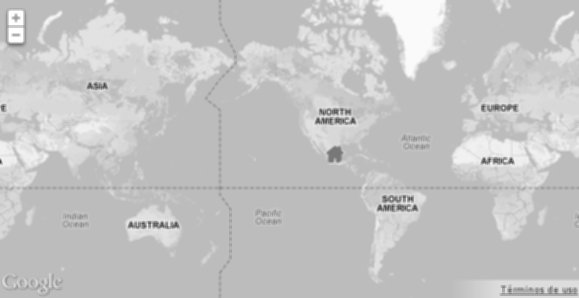 +
−
ASIA
E
NORTH
AMERICA
EUROPE
Atlantic
Ocean
A
AFRICA
SOUTH
AMERICA
Indian
Ocean
AUSTRALIA
Pacific
Ocean
Google
Términos de uso